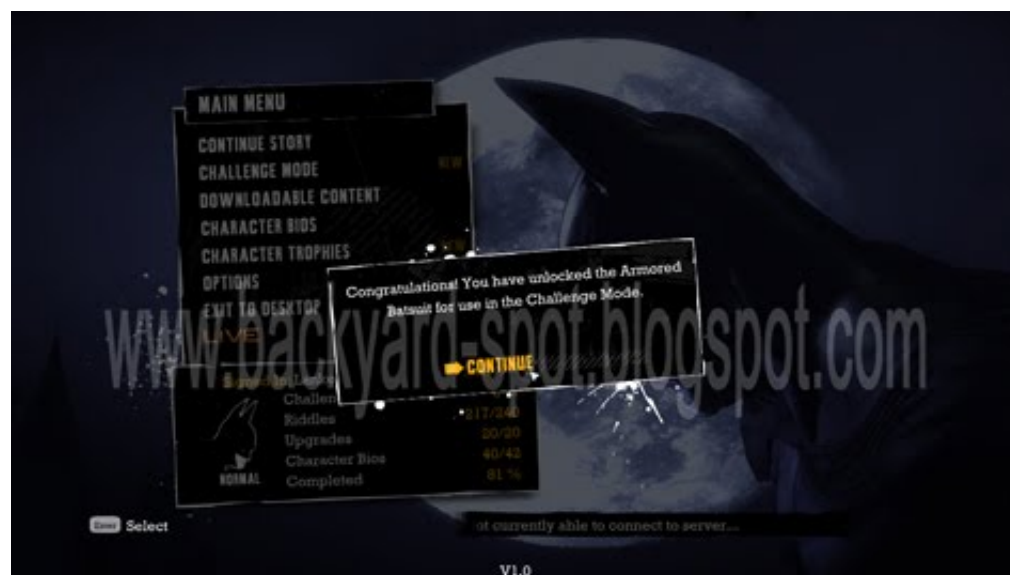 MAIN MENU
CONTINUE STORY
CHALLENGE MODE NEW
DOWNLOADABLE CONTENT
CHARACTER BIOS
CHARACTER TROPHIES
OPTIONS
EXIT TO DESKTOP
LIVE
Congratulations! You have unlocked the Armored
Batsuit for use in the Challenge Mode.
CONTINUE
www.backyard-spot.blogspot.com
Riddles 217/240
Upgrades 20/20
Character Bios 40/42
NORMAL Completed 81 %
Enter Select
ot currently able to connect to server...
V1.0